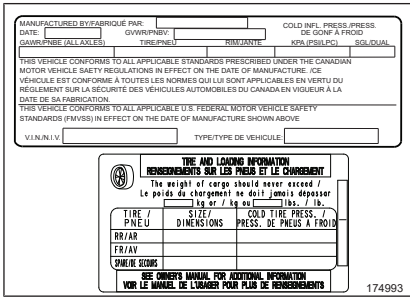 MANUFACTURED BY/FABRIQUÉ PAR:
COLD INFL. PRESS./PRESS.
DE GONF À
FROID
DATE: GVWR/PNBV:
GAWR/PNBE (ALL AXLES) TIRE/PNEU RIM/JANTE KPA (PSI/LPC) SGL/DUAL
THIS VEHICLE CONFORMS TO ALL APPLICABLE STANDARDS PRESCRIBED UNDER THE CANADIAN
MOTOR VEHICLE SAETY REGULATIONS IN EFFECT ON THE DATE OF MANUFACTURE. /CE
VÉHICULE EST CONFORME À TOUTES LES NORMES QUI LUI SONT APPLICABLES EN VERTU DU
RÈGLEMENT SUR LA SÉCURITÉ DES VÉHICULES AUTOMOBILES DU CANADA EN VIGUEUR À LA
DATE DE SA FABRICATION.
THIS VEHICLE CONFORMS TO ALL APPLICABLE U.S. FEDERAL MOTOR VEHICLE SAFETY
STANDARDS (FMVSS) IN EFFECT ON THE DATE OF MANUFACTURE SHOWN ABOVE
V.I.N./N.I.V. TYPE/TYPE DE VEHICULE:
TIRE AND LOADING INFORMATION
RENSEIGNEMENTS SUR LES PNEUS ET LE CHARGEMENT
The weight of cargo should never exceed /
Le poids du chargement ne doit jamais dépasser
kg or / kg ou lbs. / lb.
TIRE / SIZE/ COLD TIRE PRESS. /
PNEU DIMENSIONS PRESS. DE PNEUS A FROID
RR/AR
FR/AV
SPARE/DE SECOURS
SEE OWNER'S MANUAL FOR ADDITIONAL INFORMATION
VOIR LE MANUEL DE L'USAGER POUR PLUS DE RENSEIGNEMENTS
174993